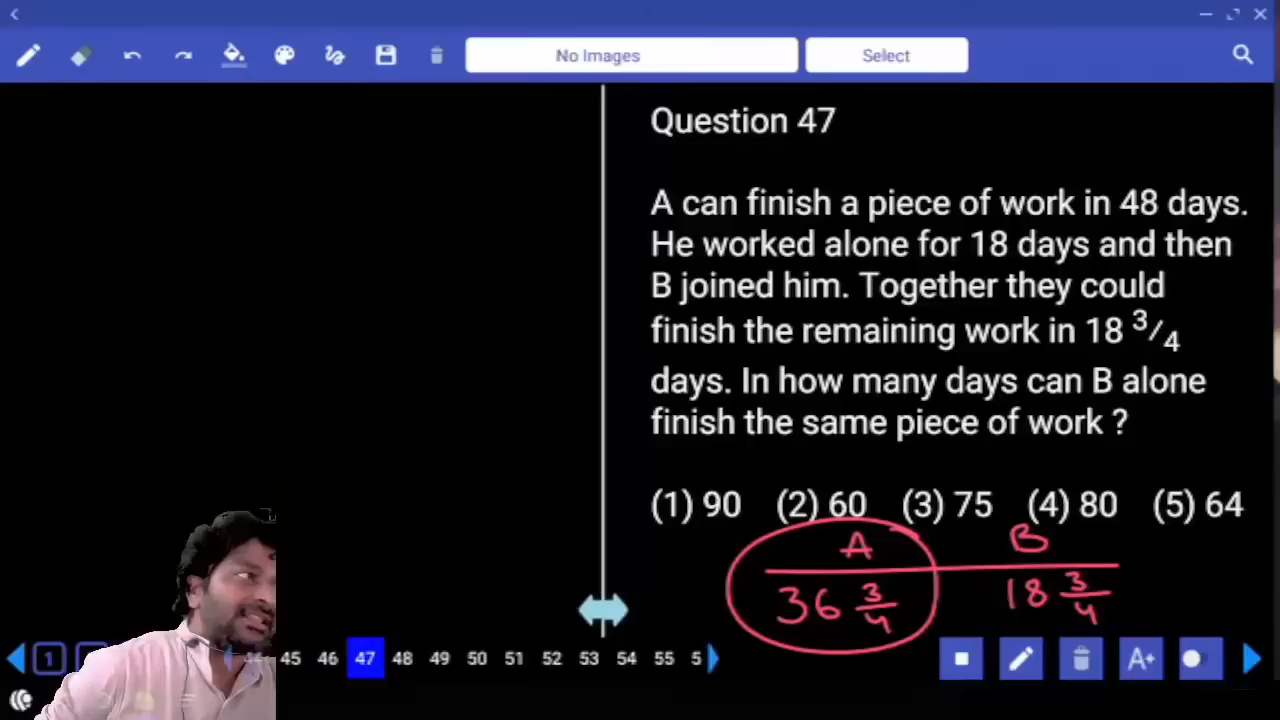 No Images
Select
Question 47
A can finish a piece of work in 48 days.
He worked alone for 18 days and then
B joined him. Together they could
finish the remaining work in 18 3/4
days. In how many days can B alone
finish the same piece of work ?
(1) 90 (2) 60 (3) 75 (4) 80 (5) 64
A B
36 3/4 18 3/4
1 44 45 46 47 48 49 50 51 52 53 54 55 5
A+